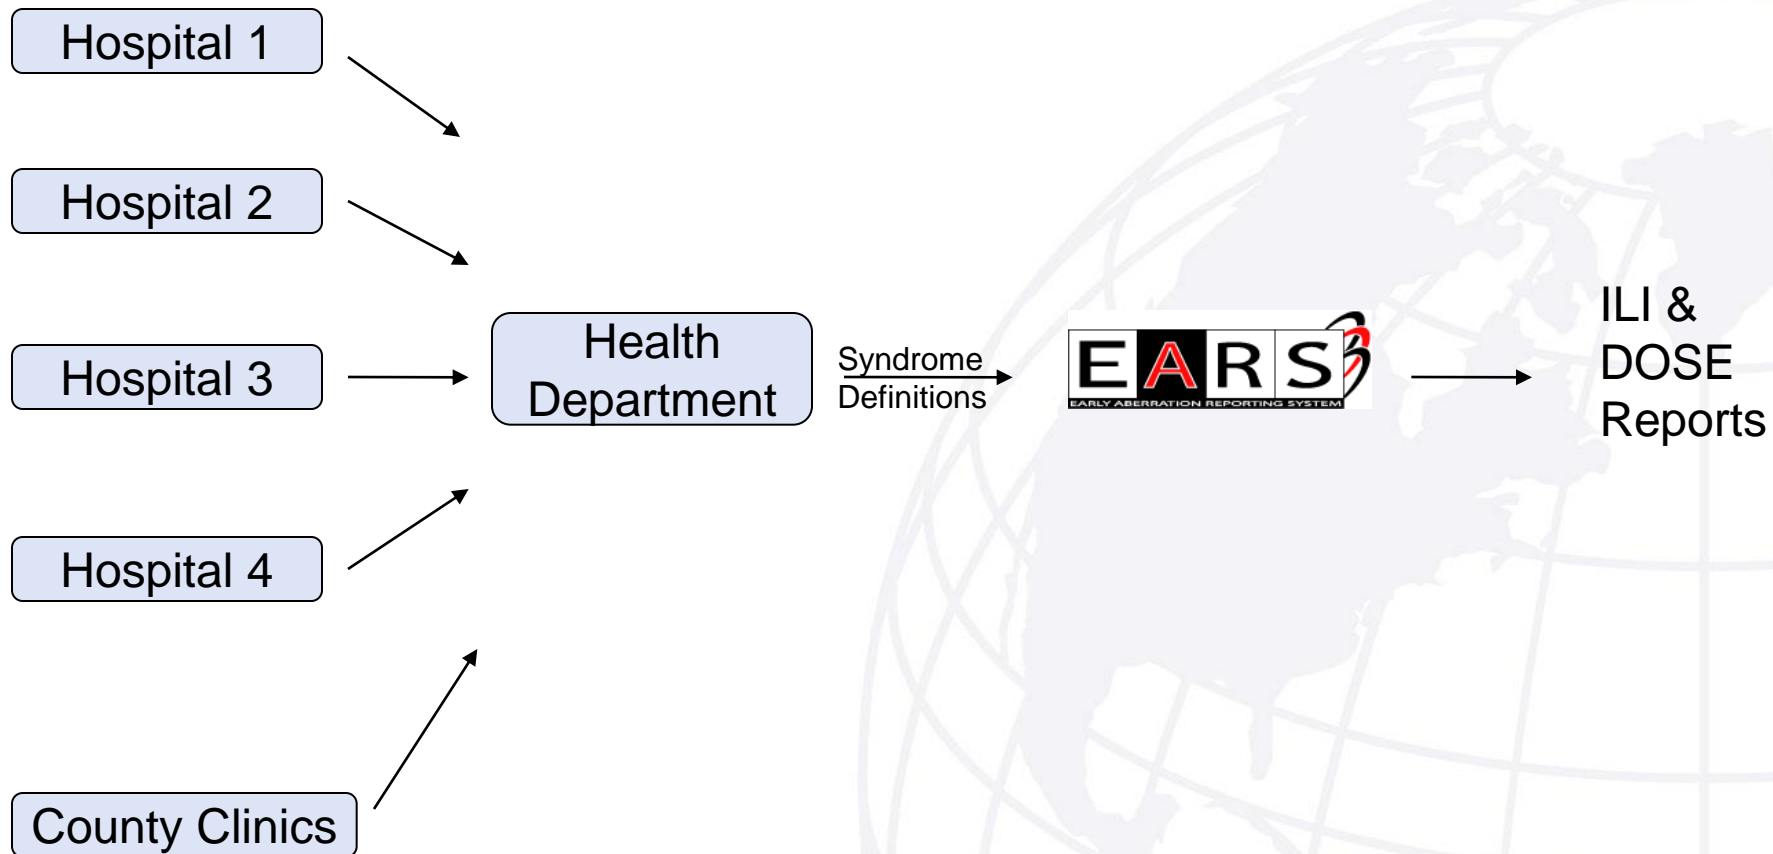 Hospital 1
Hospital 2
Hospital 3
Hospital 4
County Clinics
Health
Department
Syndrome
Definitions
EARS
EARLY ABERRATION REPORTING SYSTEM
ILI &
DOSE
Reports